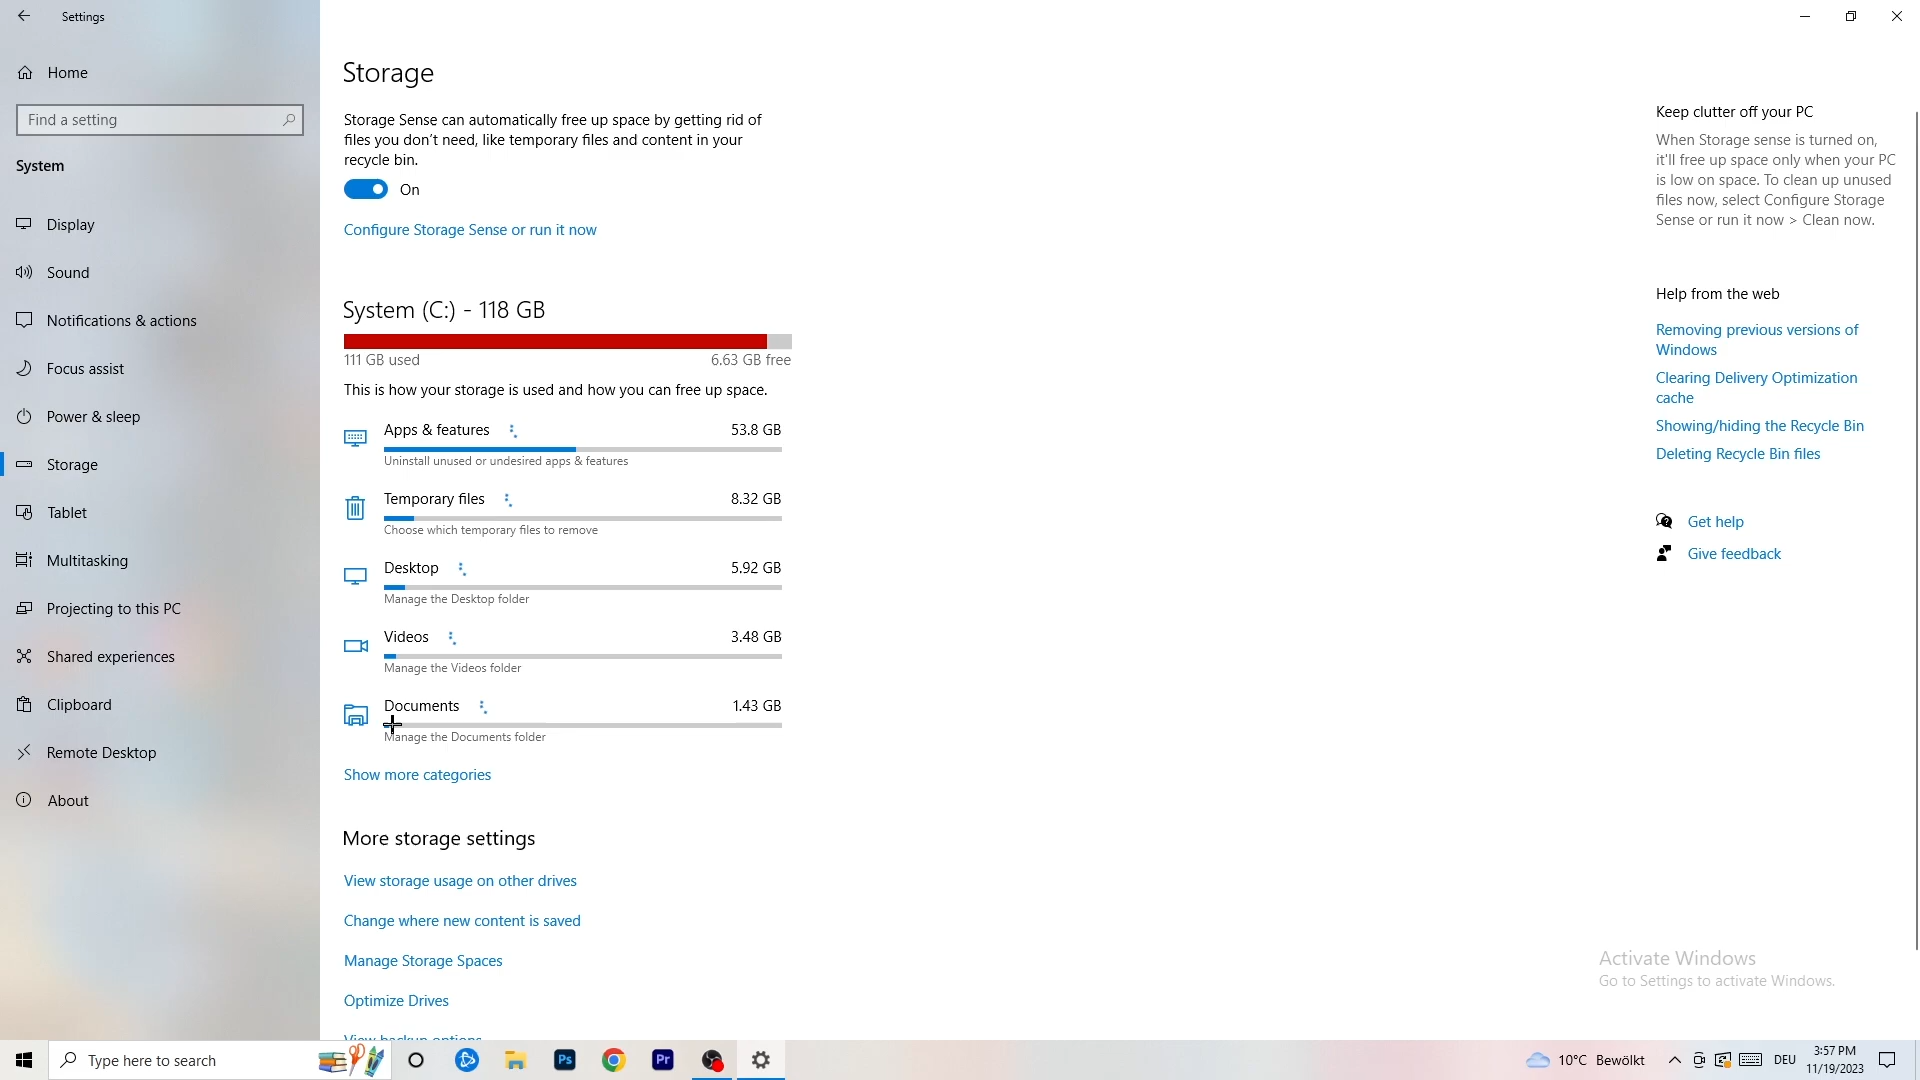 Settings
Home
Find a setting
System
Display
Sound
Notifications & actions
Focus assist
Power & sleep
Storage
Tablet
Multitasking
Projecting to this PC
Shared experiences
Clipboard
Remote Desktop
About
Storage
Storage Sense can automatically free up space by getting rid of
files you don't need, like temporary files and content in your
recycle bin.
On
Configure Storage Sense or run it now
System (C:) - 118 GB
111 GB used 6.63 GB free
This is how your storage is used and how you can free up space.
Apps & features 53.8 GB
Uninstall unused or undesired apps & features
Temporary files 8.32 GB
Choose which temporary files to remove
Desktop 5.92 GB
Manage the Desktop folder
Videos 3.48 GB
Manage the Videos folder
Documents 1.43 GB
Manage the Documents folder
Show more categories
More storage settings
View storage usage on other drives
Change where new content is saved
Manage Storage Spaces
Optimize Drives
View backup options
Keep clutter off your PC
When Storage sense is turned on,
it'll free up space only when your PC
is low on space. To clean up unused
files now, select Configure Storage
Sense or run it now > Clean now.
Help from the web
Removing previous versions of
Windows
Clearing Delivery Optimization
cache
Showing/hiding the Recycle Bin
Deleting Recycle Bin files
Get help
Give feedback
Activate Windows
Go to Settings to activate Windows.
Type here to search
Ps
Pr
10°C Bewölkt
DEU
3:57 PM
11/19/2023